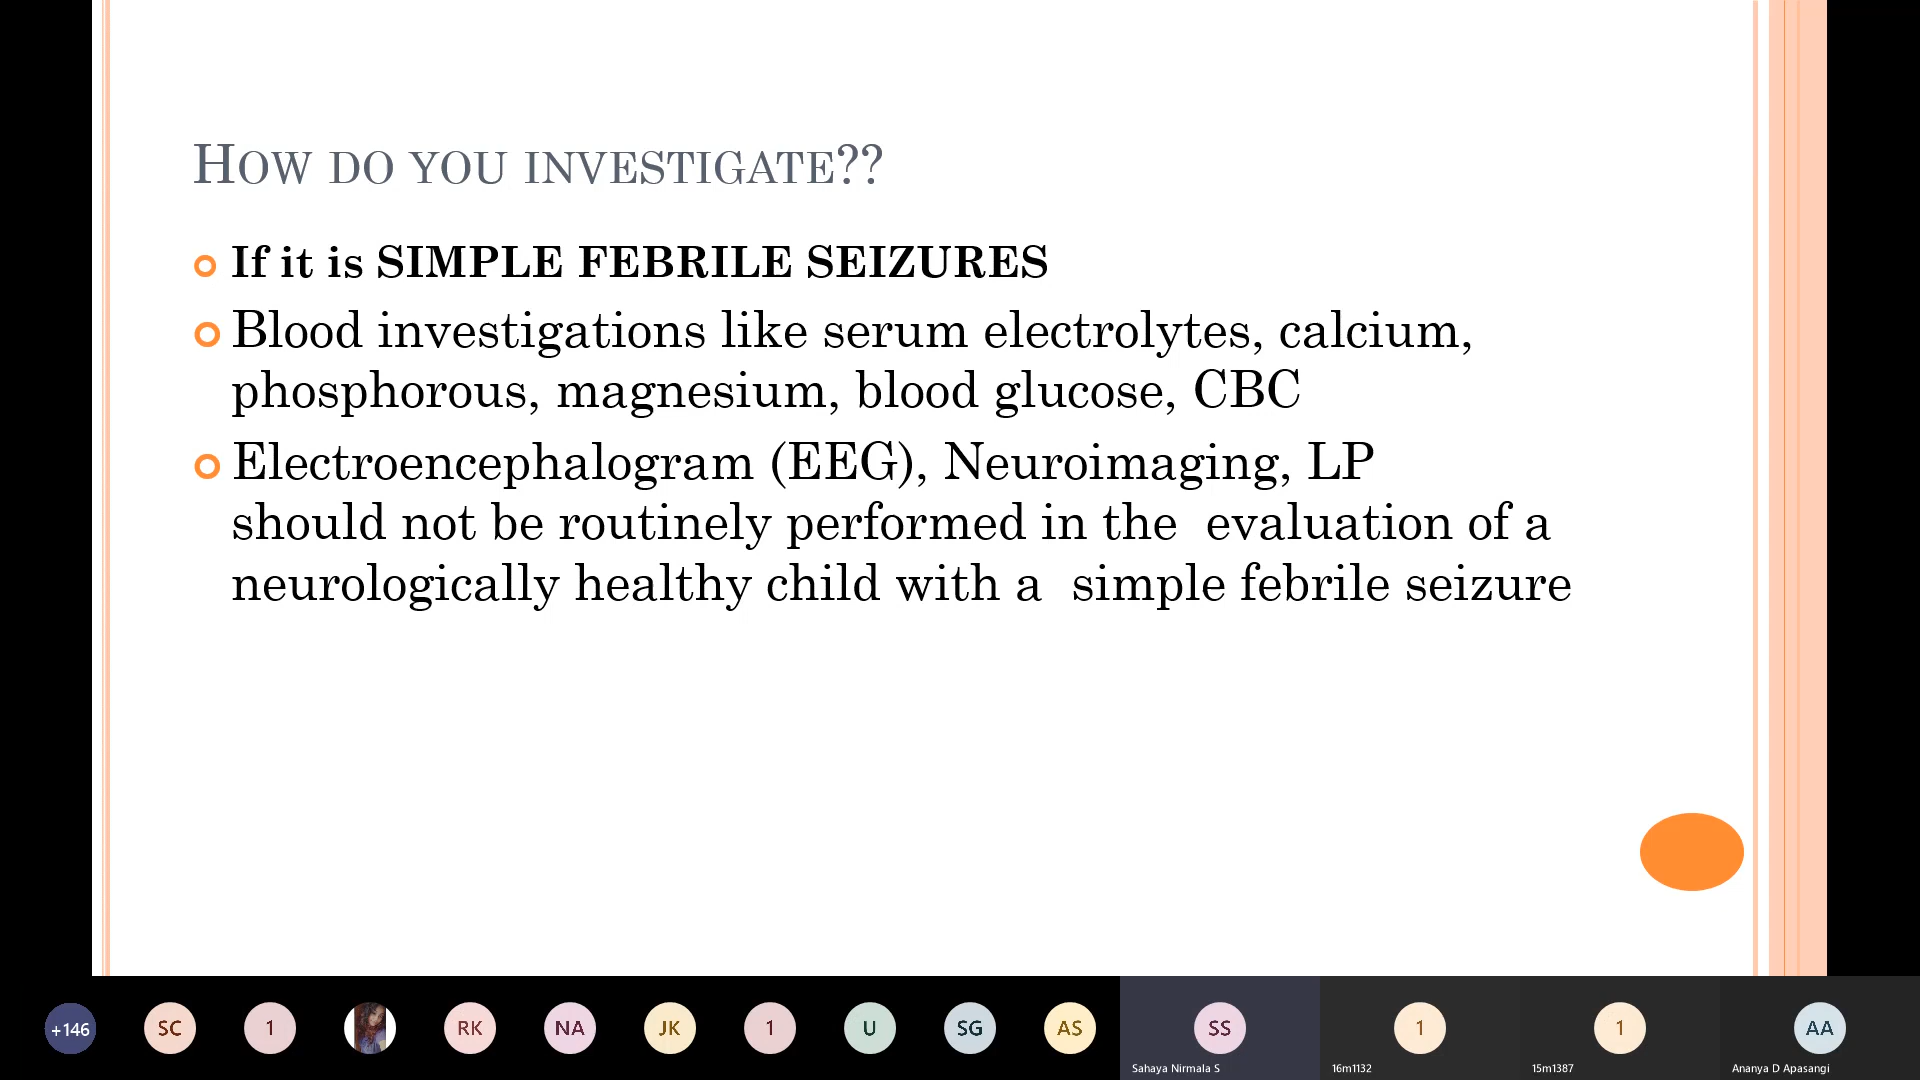 HOW DO YOU INVESTIGATE??
If it is SIMPLE FEBRILE SEIZURES
Blood investigations like serum electrolytes, calcium,
phosphorous, magnesium, blood glucose, CBC
Electroencephalogram (EEG), Neuroimaging, LP
should not be routinely performed in the evaluation of a
neurologically healthy child with a simple febrile seizure
+146
SC
1
RK
NA
JK
1
U
SG
AS
SS
1
1
AA
Sahaya Nirmala S
16m1132
15m1387
Ananya D Apasangi